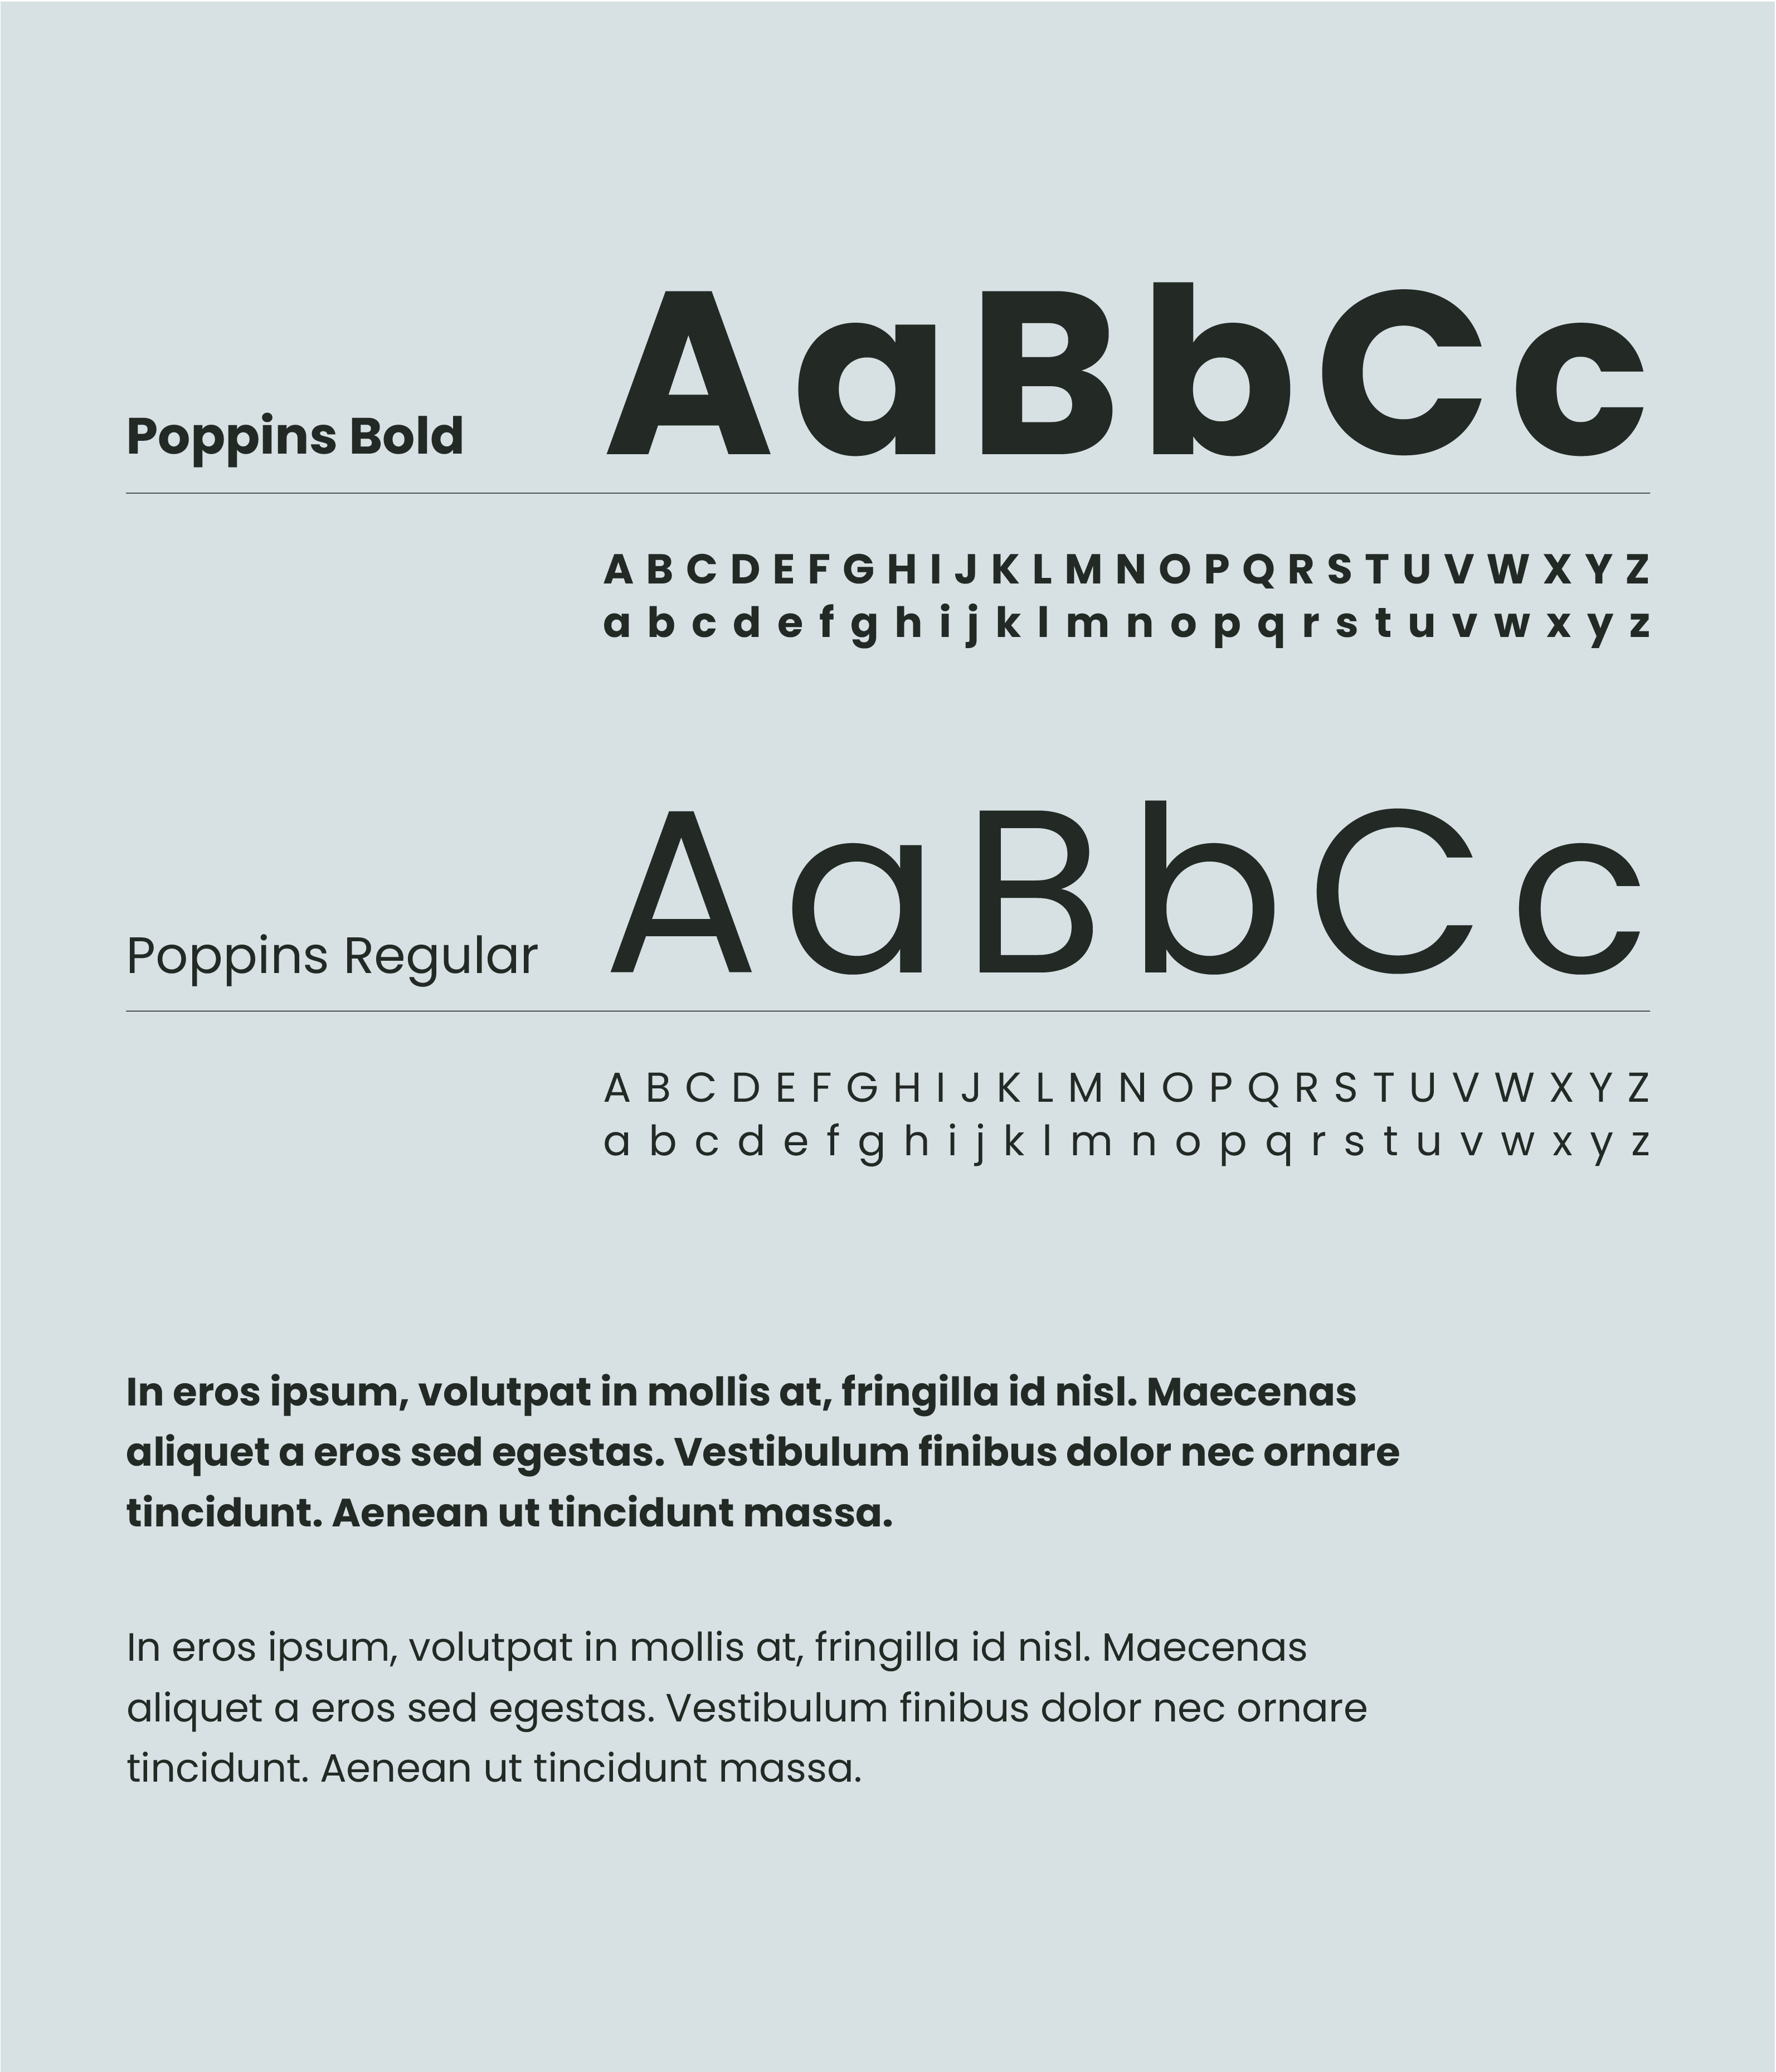 AaBbCc
Poppins Bold
A B C D E F G H I J K L M N O P Q R S T U V W X Y Z
a b c d e f g h i j k l m n o p q r s t u v w x y z
AaBbCc
Poppins Regular
A B C D E F G H I J K L M N O P Q R S T U V W X Y Z
a b c d e f g h i j k l m n o p q r s t u v w x y z
In eros ipsum, volutpat in mollis at, fringilla id nisl. Maecenas
aliquet a eros sed egestas. Vestibulum finibus dolor nec ornare
tincidunt. Aenean ut tincidunt massa.
In eros ipsum, volutpat in mollis at, fringilla id nisl. Maecenas
aliquet a eros sed egestas. Vestibulum finibus dolor nec ornare
tincidunt. Aenean ut tincidunt massa.